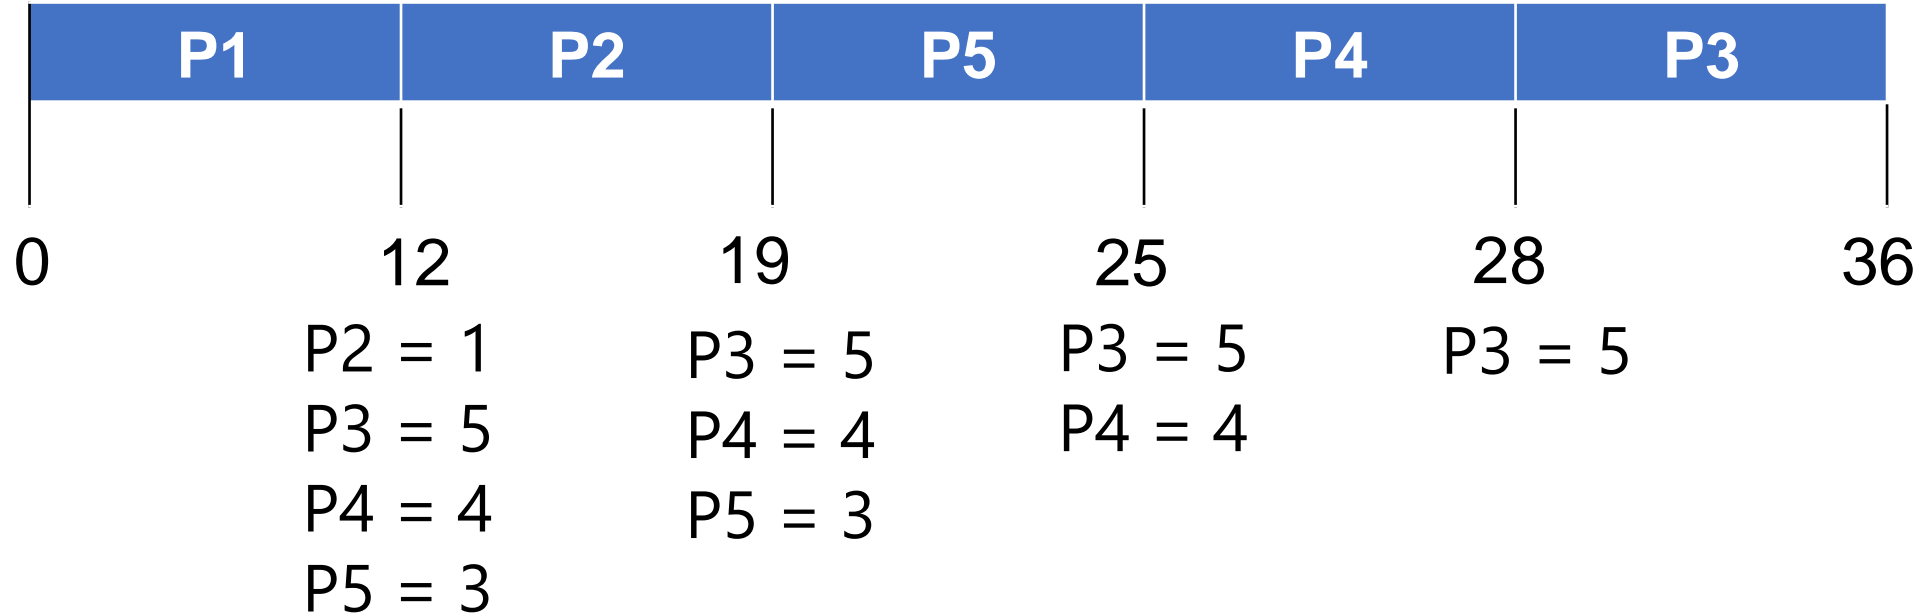 P1 P2 P5 P4 P3
0 12 19 25 28 36
P2 = 1
P3 = 5
P4 = 4
P5 = 3
P3 = 5
P4 = 4
P5 = 3
P3 = 5
P4 = 4
P3 = 5